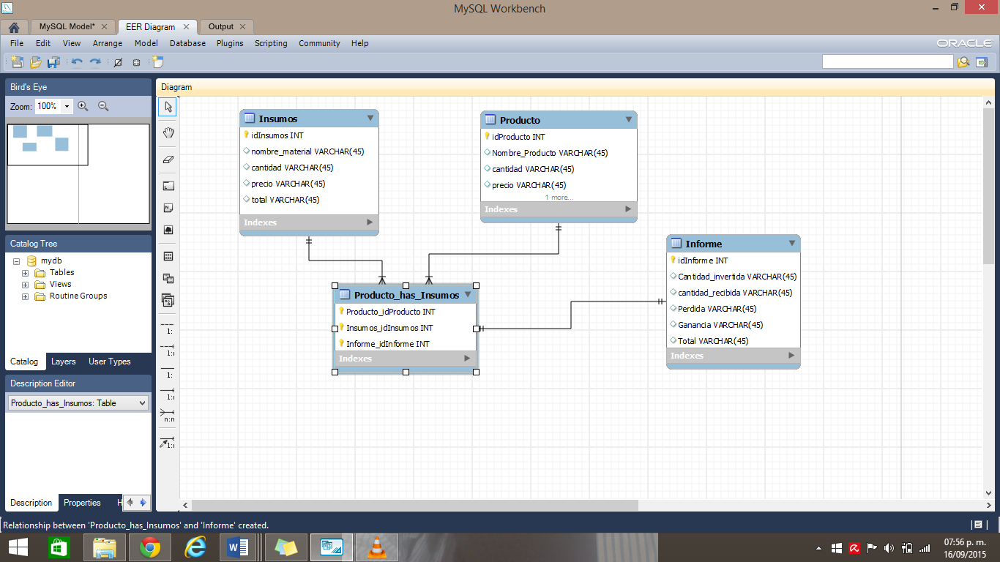 MySQL Workbench
MySQL Model*
EER Diagram
Output
File Edit View Arrange Model Database Plugins Scripting Community Help
ORACLE
Bird's Eye
Zoom: 100%
Catalog Tree
mydb
Tables
Views
Routine Groups
Catalog Layers User Types
Description Editor
Producto_has_Insumos: Table
Description Properties H
Diagram
1:
1:n
1:
1:n
n:n
1:n
Insumos
idInsumos INT
nombre_material VARCHAR(45)
cantidad VARCHAR(45)
precio VARCHAR(45)
total VARCHAR(45)
Indexes
Producto
idProducto INT
Nombre_Producto VARCHAR(45)
cantidad VARCHAR(45)
precio VARCHAR(45)
1 more...
Indexes
Producto_has_Insumos
Producto_idProducto INT
Insumos_idInsumos INT
Informe_idInforme INT
Indexes
Informe
idInforme INT
Cantidad_invertida VARCHAR(45)
cantidad_recibida VARCHAR(45)
Perdida VARCHAR(45)
Ganancia VARCHAR(45)
Total VARCHAR(45)
Indexes
Relationship between 'Producto_has_Insumos' and 'Informe' created.
07:56 p. m.
16/09/2015